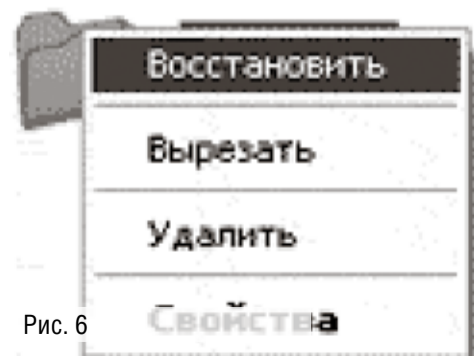 Восстановить
Вырезать
Удалить
Рис. 6
Свойства